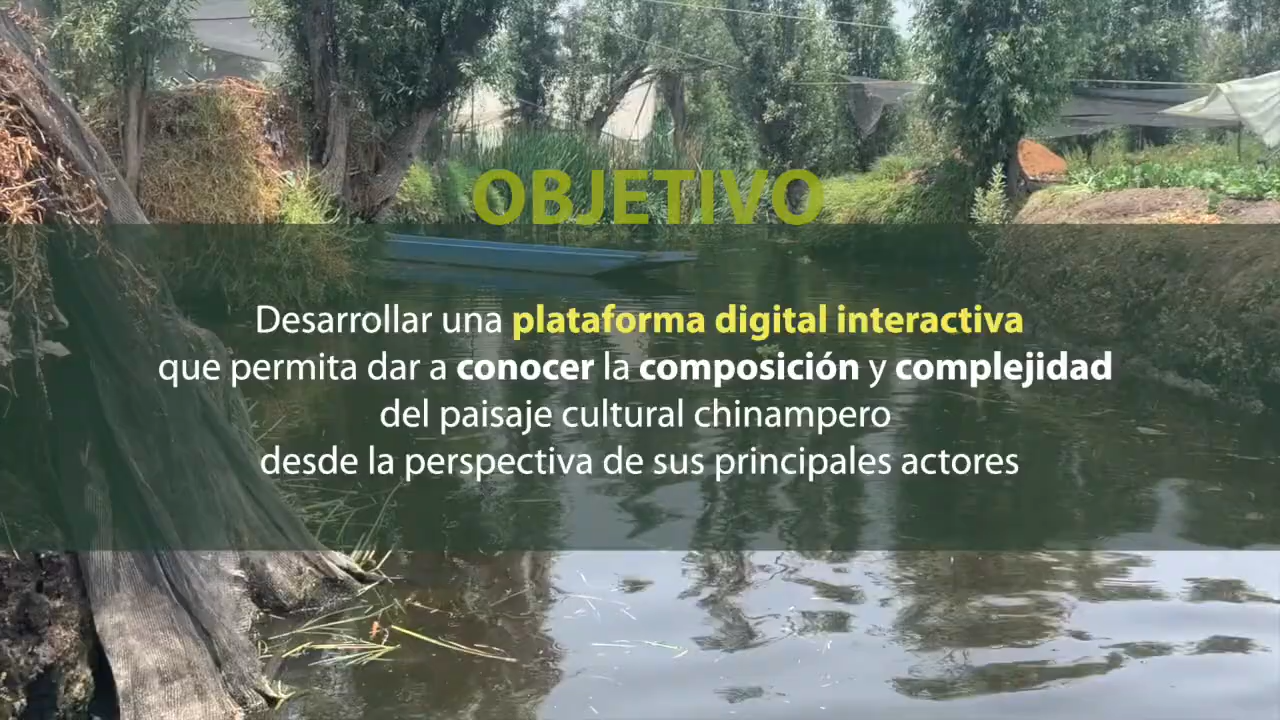 OBJETIVO
Desarrollar una plataforma digital interactiva
que permita dar a conocer la composición y complejidad
del paisaje cultural chinampero
desde la perspectiva de sus principales actores